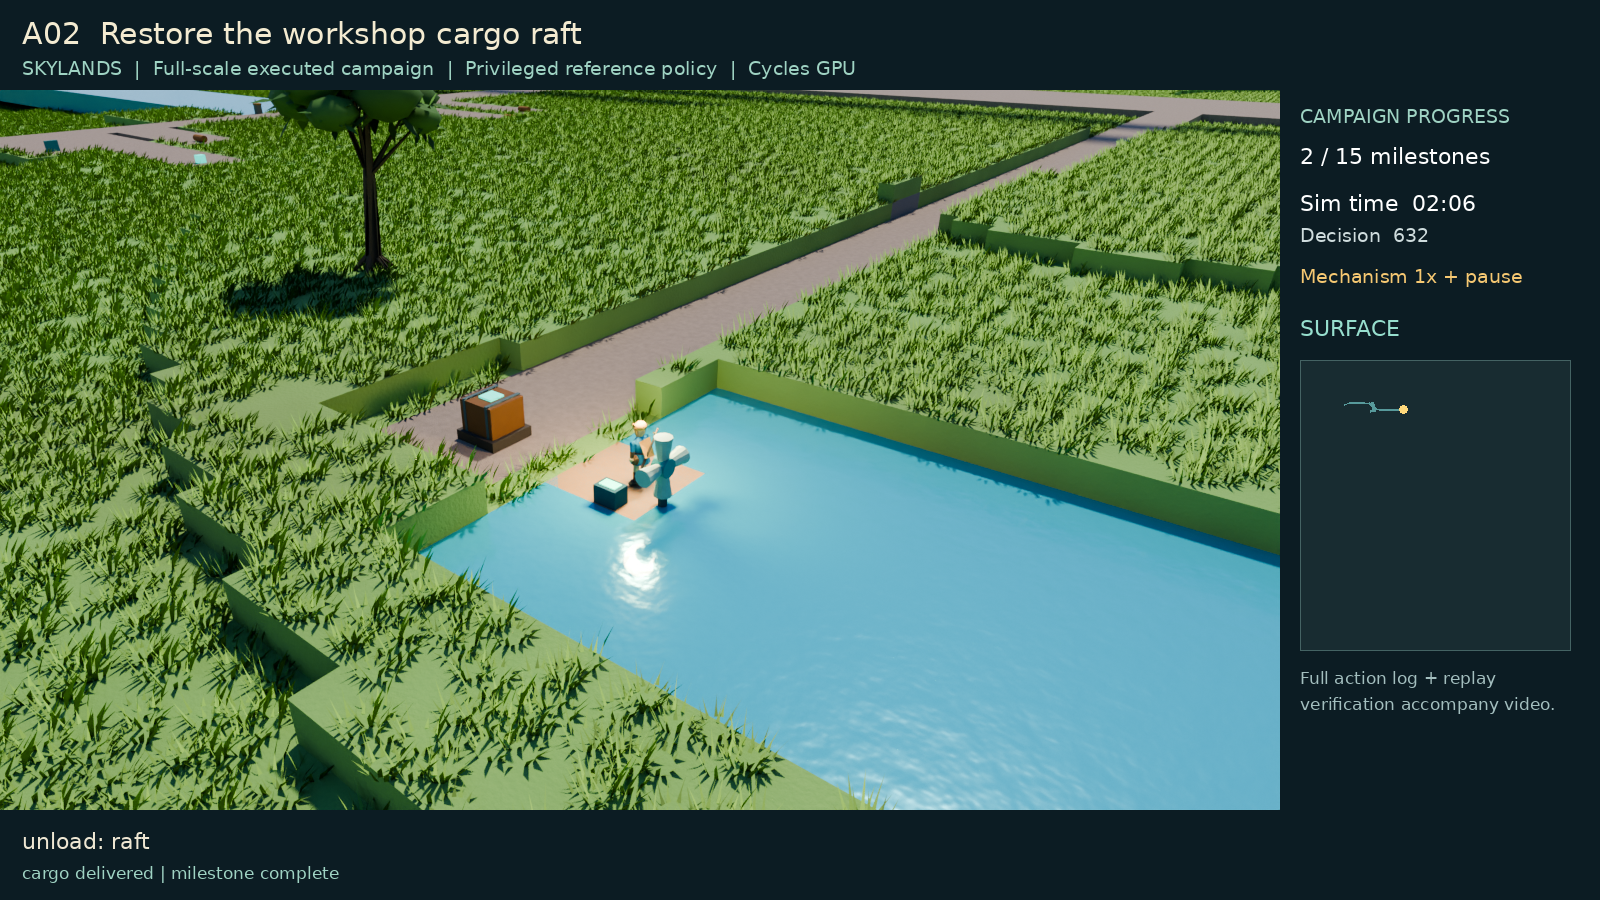 A02  Restore the workshop cargo raft
SKYLANDS  |  Full-scale executed campaign  |  Privileged reference policy  |  Cycles GPU
CAMPAIGN PROGRESS
2 / 15 milestones
Sim time  02:06
Decision  632
Mechanism 1x + pause
SURFACE
Full action log + replay
verification accompany video.
unload: raft
cargo delivered | milestone complete